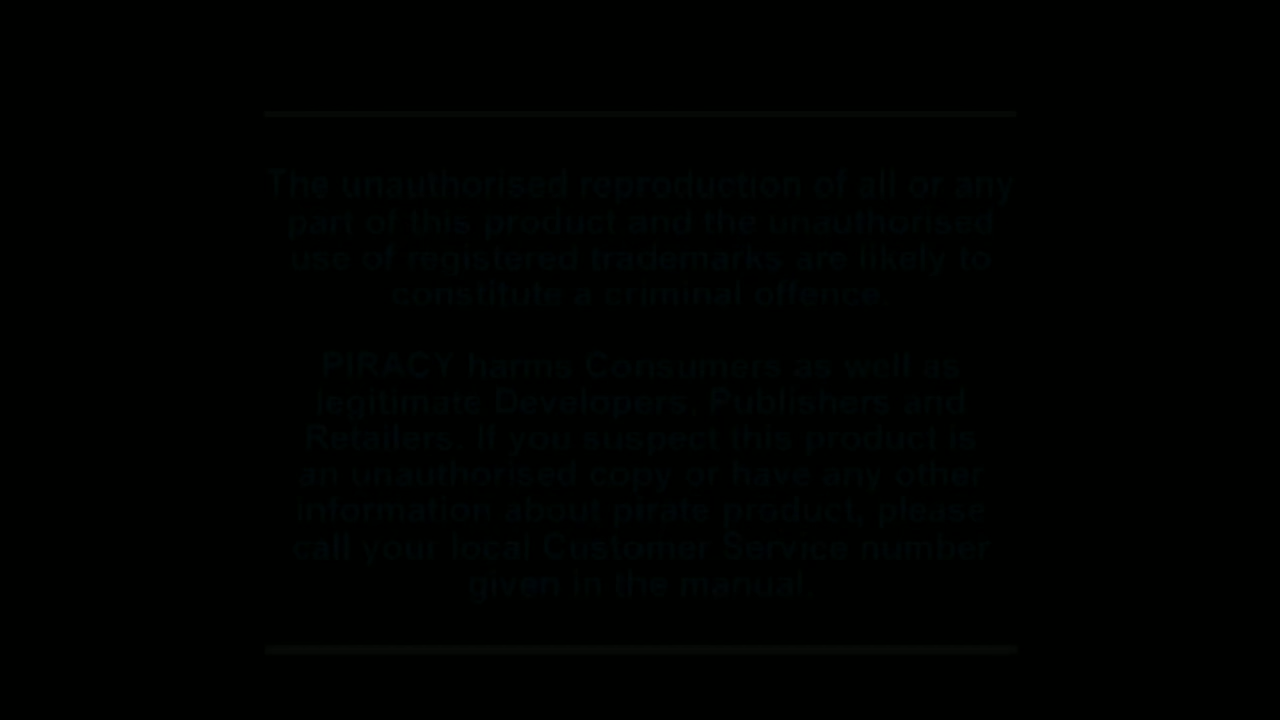 The unauthorised reproduction of all or any
part of this product and the unauthorised
use of registered trademarks are likely to
constitute a criminal offence
PIRACY harms Consumers as well as
legitimate Developers, Publishers and
Retailers. If you suspect this product is
an unauthorised copy or have any other
information about pirate product, please
call your local Customer Service number
given in the manual.